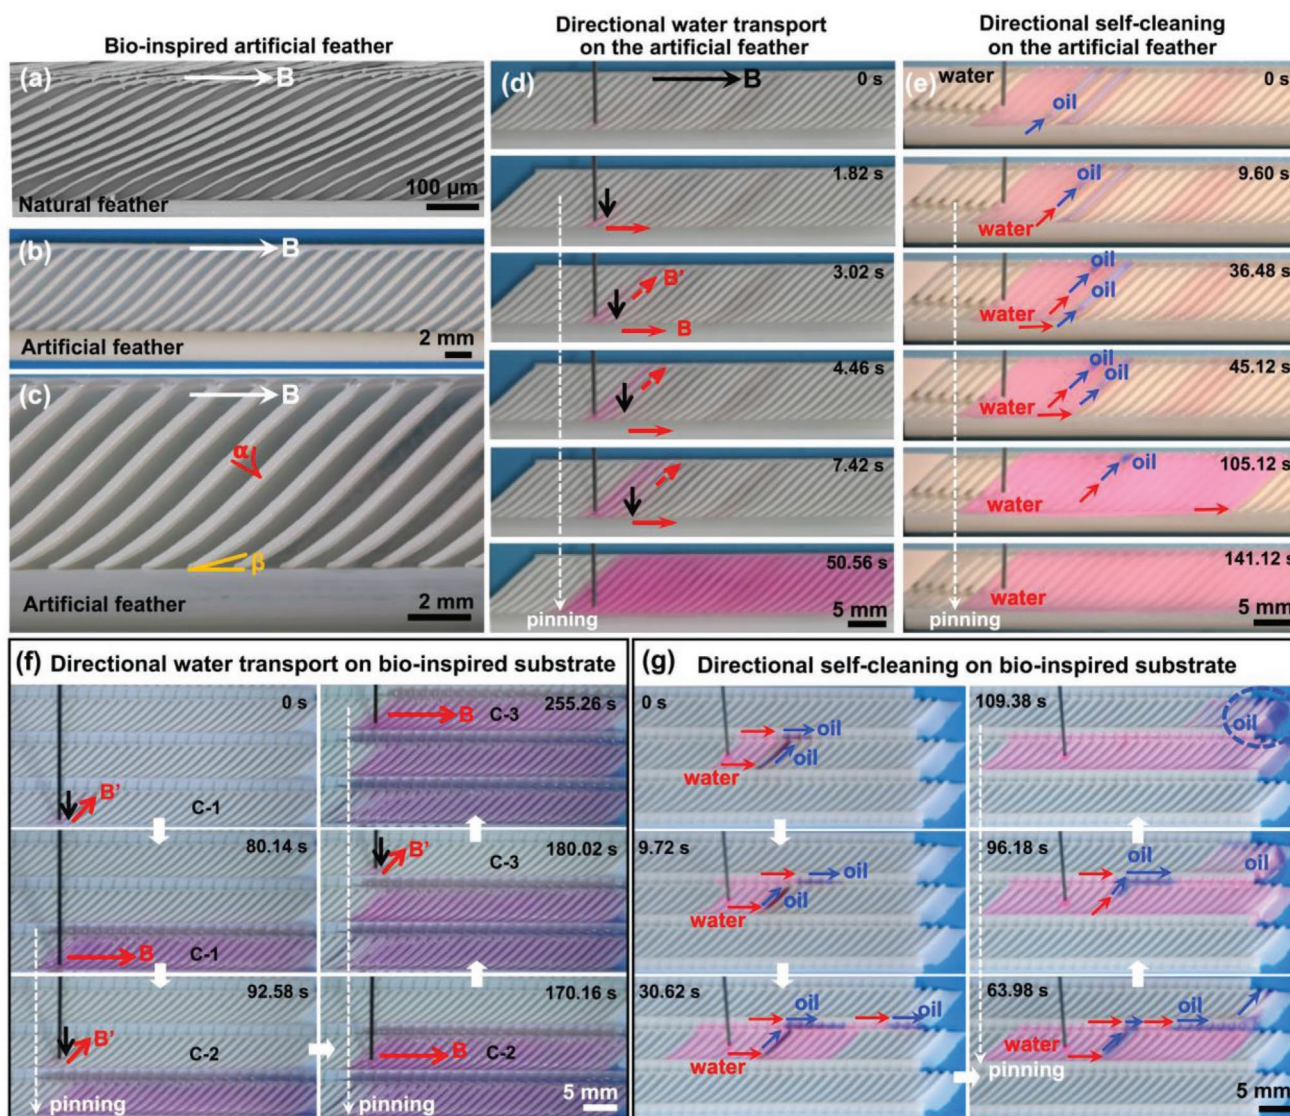 Bio-inspired artificial feather
(a)
B
Natural feather
100 μm
(b)
B
Artificial feather
2 mm
(c)
B
α
β
Artificial feather
2 mm
Directional water transport
on the artificial feather
(d)
B
0 s
1.82 s
B'
3.02 s
B
4.46 s
7.42 s
50.56 s
pinning
5 mm
Directional self-cleaning
on the artificial feather
(e)
water
oil
0 s
oil
9.60 s
water
oil
36.48 s
oil
water
oil
45.12 s
oil
water
oil
105.12 s
water
141.12 s
water
pinning
5 mm
(f) Directional water transport on bio-inspired substrate
0 s
B'
C-1
80.14 s
B
C-1
92.58 s
B'
C-2
pinning
255.26 s
B
C-3
180.02 s
B'
C-3
170.16 s
B
C-2
pinning
5 mm
(g) Directional self-cleaning on bio-inspired substrate
0 s
oil
oil
water
9.72 s
oil
oil
water
30.62 s
oil
oil
water
109.38 s
oil
96.18 s
oil
oil
63.98 s
oil
water
pinning
5 mm